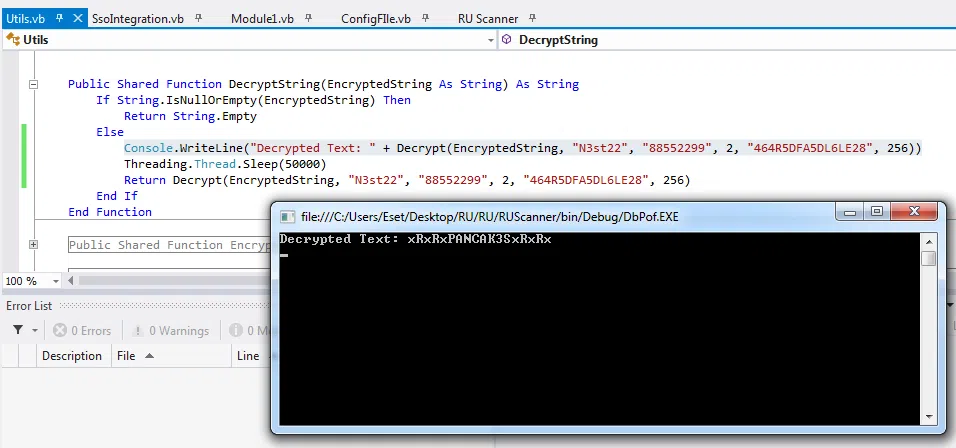 Utils.vb SsoIntegration.vb Module1.vb ConfigFIle.vb RU Scanner
Utils DecryptString
Public Shared Function DecryptString(EncryptedString As String) As String
If String.IsNullOrEmpty(EncryptedString) Then
Return String.Empty
Else
Console.WriteLine("Decrypted Text: " + Decrypt(EncryptedString, "N3st22", "88552299", 2, "464R5DFA5DL6LE28", 256))
Threading.Thread.Sleep(50000)
Return Decrypt(EncryptedString, "N3st22", "88552299", 2, "464R5DFA5DL6LE28", 256)
End If
End Function
file:///C:/Users/Eset/Desktop/RU/RU/RUScanner/bin/Debug/DbPof.EXE
Public Shared Function Encryp
Decrypted Text: xRxRxPANCAK3SxRxRx
100 %
Error List
0 Errors 0 Warnings 0 M
Description File Line